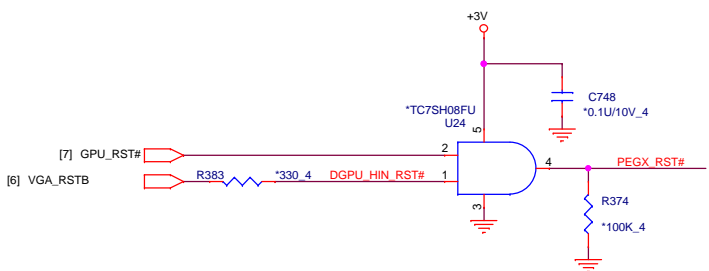 +3V
C748
*0.1U/10V_4
*TC7SH08FU
U24
5
[7] GPU_RST#
2
4
PEGX_RST#
[6] VGA_RSTB
R383
*330_4
DGPU_HIN_RST#
1
3
R374
*100K_4